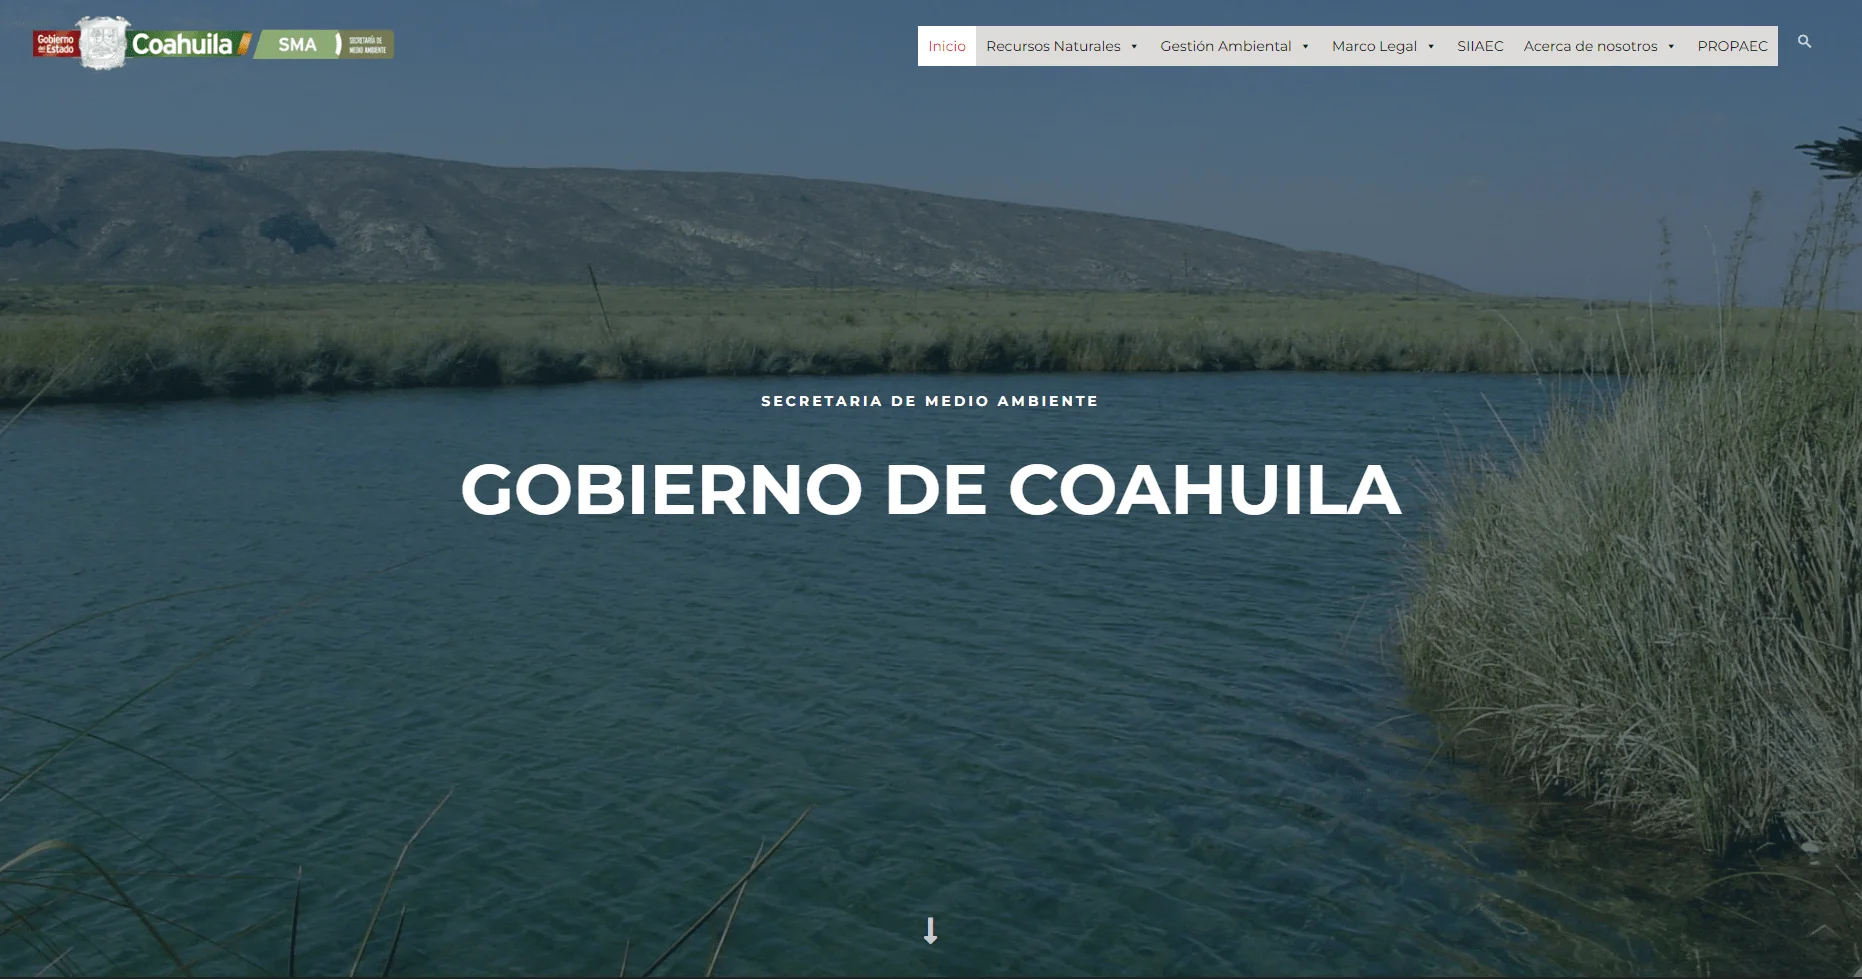 Gobierno
del Estado
Coahuila
SMA
SECRETARÍA DE
MEDIO AMBIENTE
Inicio
Recursos Naturales
Gestión Ambiental
Marco Legal
SIIAEC
Acerca de nosotros
PROPAEC
SECRETARIA DE MEDIO AMBIENTE
GOBIERNO DE COAHUILA